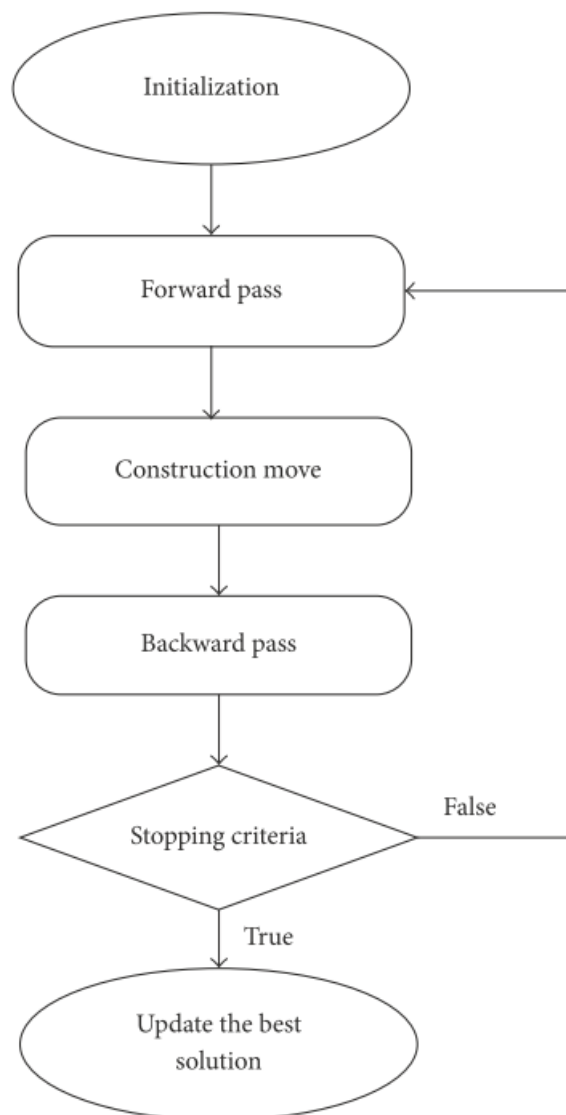 Initialization
Forward pass
Construction move
Backward pass
Stopping criteria
False
True
Update the best
solution